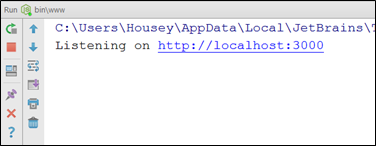 Run bin\www
C:\Users\Housey\AppData\Local\JetBrains\
Listening on http://localhost:3000